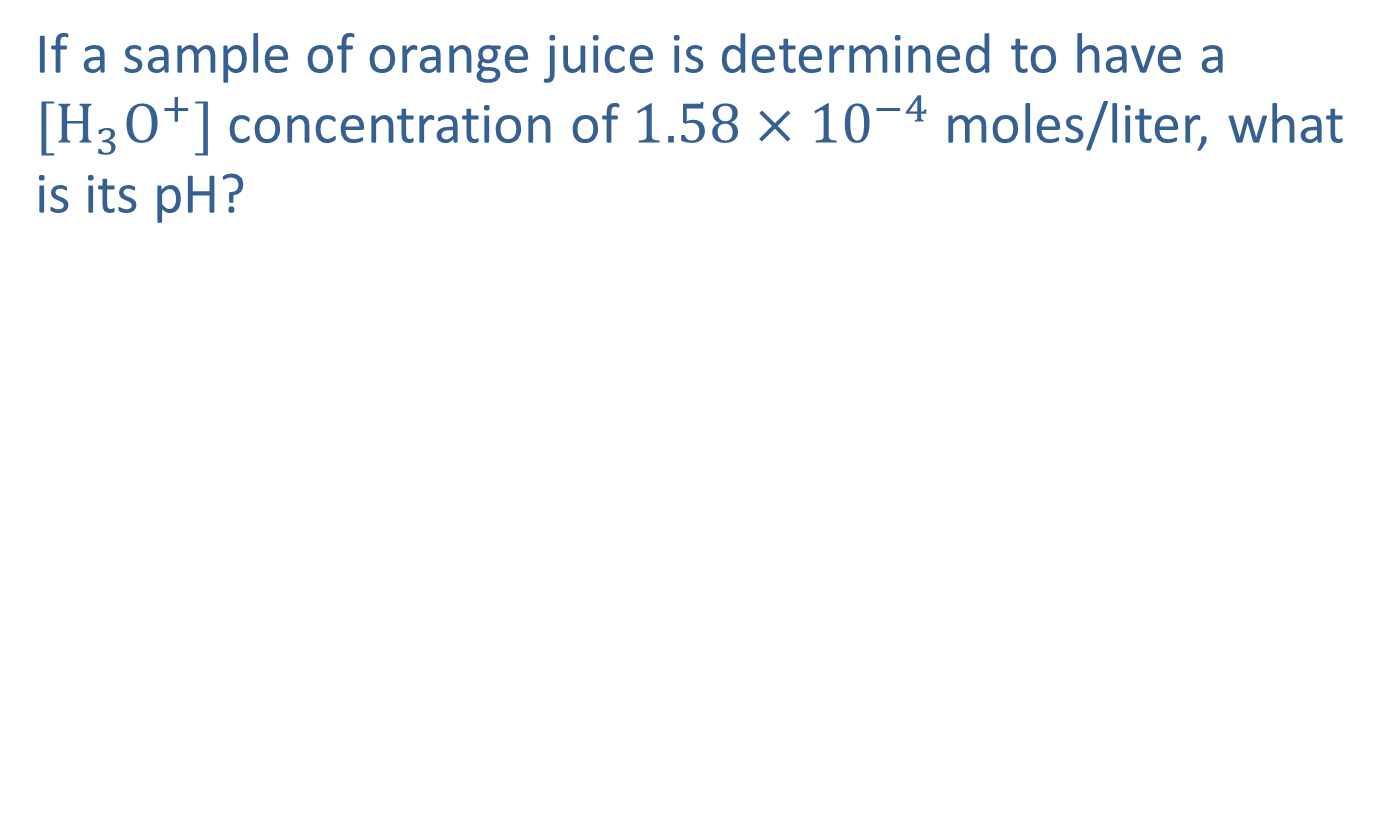 If a sample of orange juice is determined to have a
[H₃O⁺] concentration of 1.58 × 10⁻⁴ moles/liter, what
is its pH?